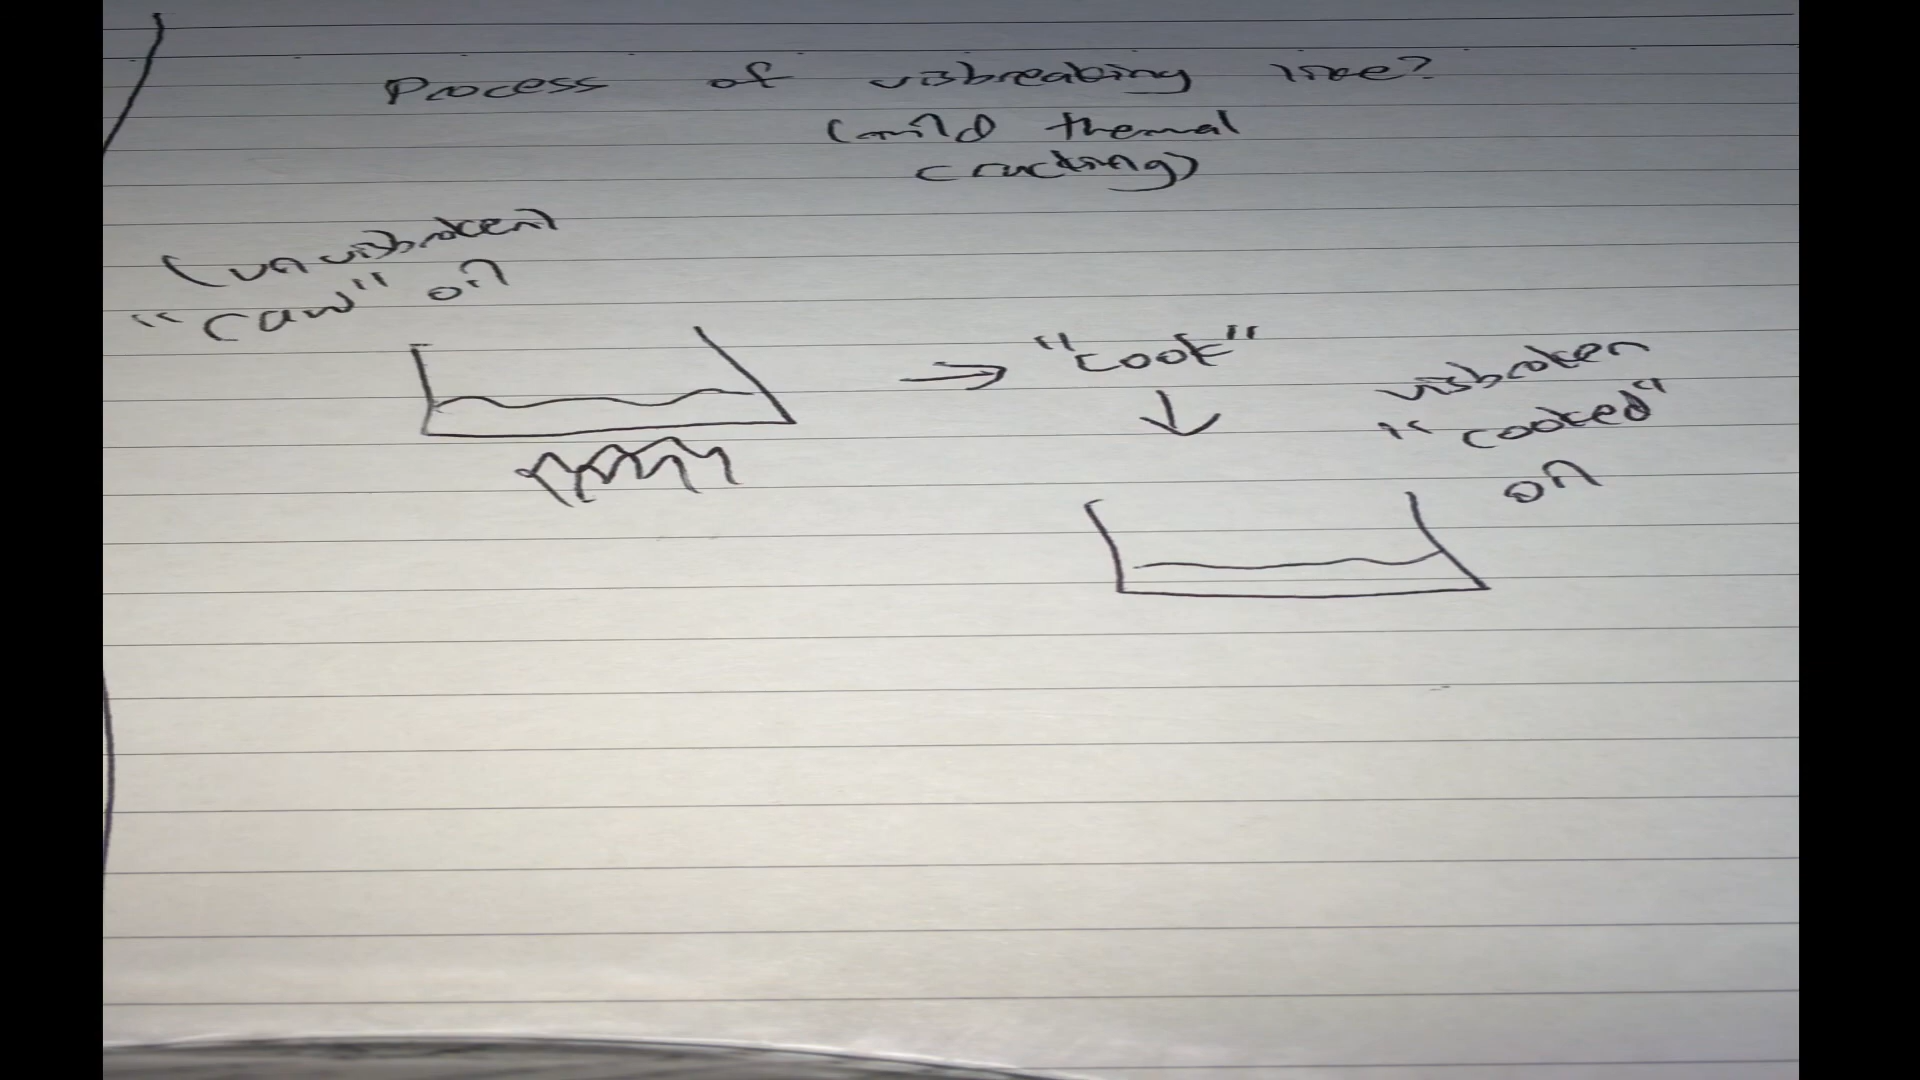 Process of visbreaking like?
(mild thermal
cracking)
(unvisbroken)
"raw" oil
"cook"
visbroken
"cooked"
oil